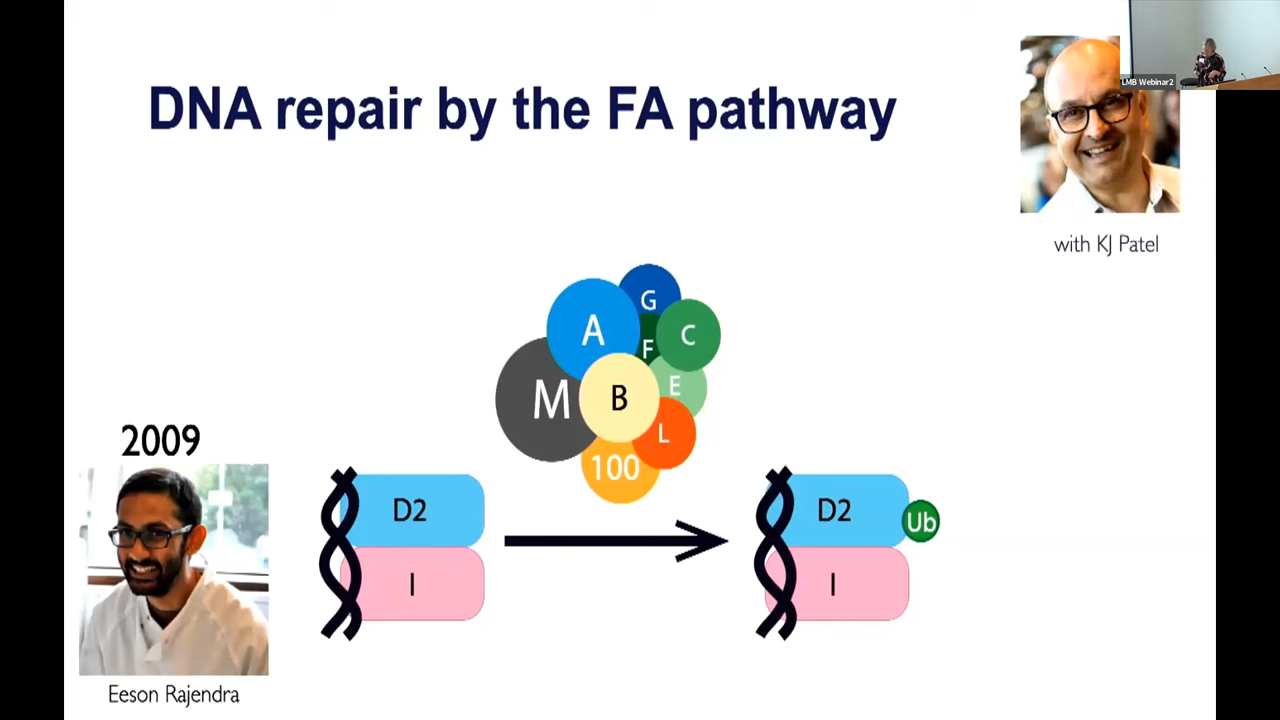 LMB Webinar2
DNA repair by the FA pathway
with KJ Patel
G
A
C
F
E
M
B
L
100
2009
D2
I
D2
Ub
I
Eeson Rajendra